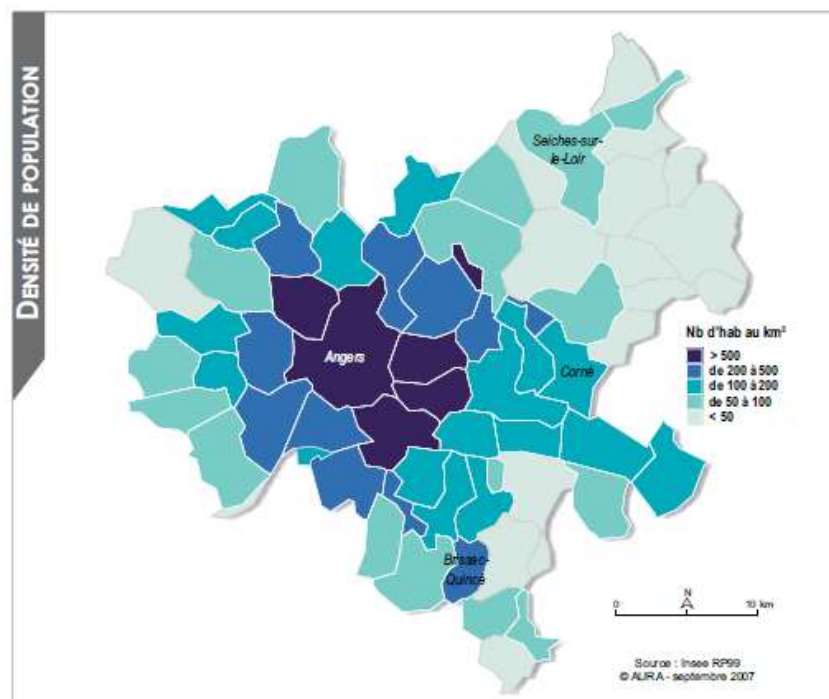 DENSITÉ DE POPULATION
Seiches-sur-
le-Loir
Angers
Corné
Brissac-
Quincé
Nb d'hab au km²
> 500
de 200 à 500
de 100 à 200
de 50 à 100
< 50
N
0 10 km
Source : Insee RP99
© AURA - septembre 2007